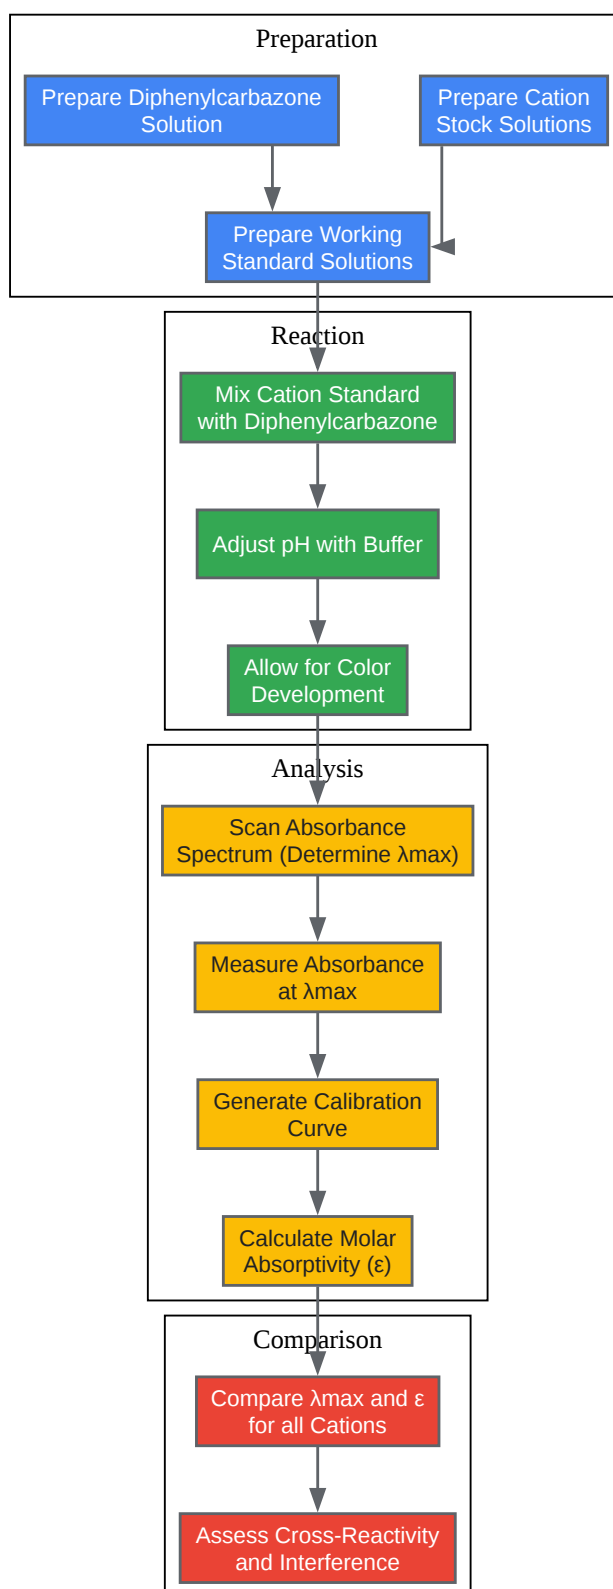 Preparation
Prepare Diphenylcarbazone
Solution
Prepare Cation
Stock Solutions
Prepare Working
Standard Solutions
Reaction
Mix Cation Standard
with Diphenylcarbazone
Adjust pH with Buffer
Allow for Color
Development
Analysis
Scan Absorbance
Spectrum (Determine λmax)
Measure Absorbance
at λmax
Generate Calibration
Curve
Calculate Molar
Absorptivity (ε)
Comparison
Compare λmax and ε
for all Cations
Assess Cross-Reactivity
and Interference